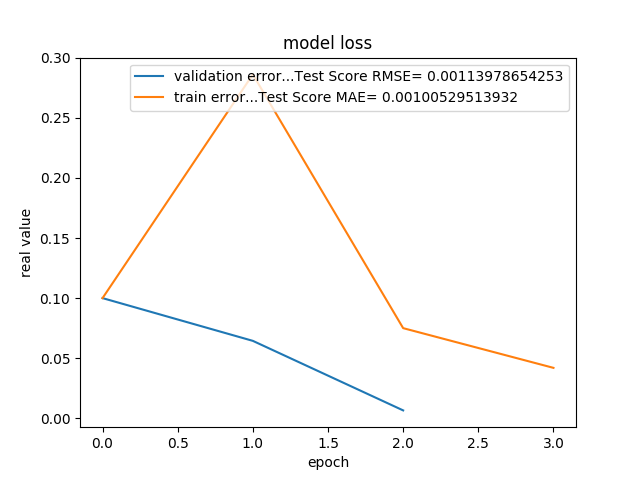 model loss
validation error...Test Score RMSE= 0.00113978654253
train error...Test Score MAE= 0.00100529513932
real value
0.30
0.25
0.20
0.15
0.10
0.05
0.00
0.0 0.5 1.0 1.5 2.0 2.5 3.0
epoch